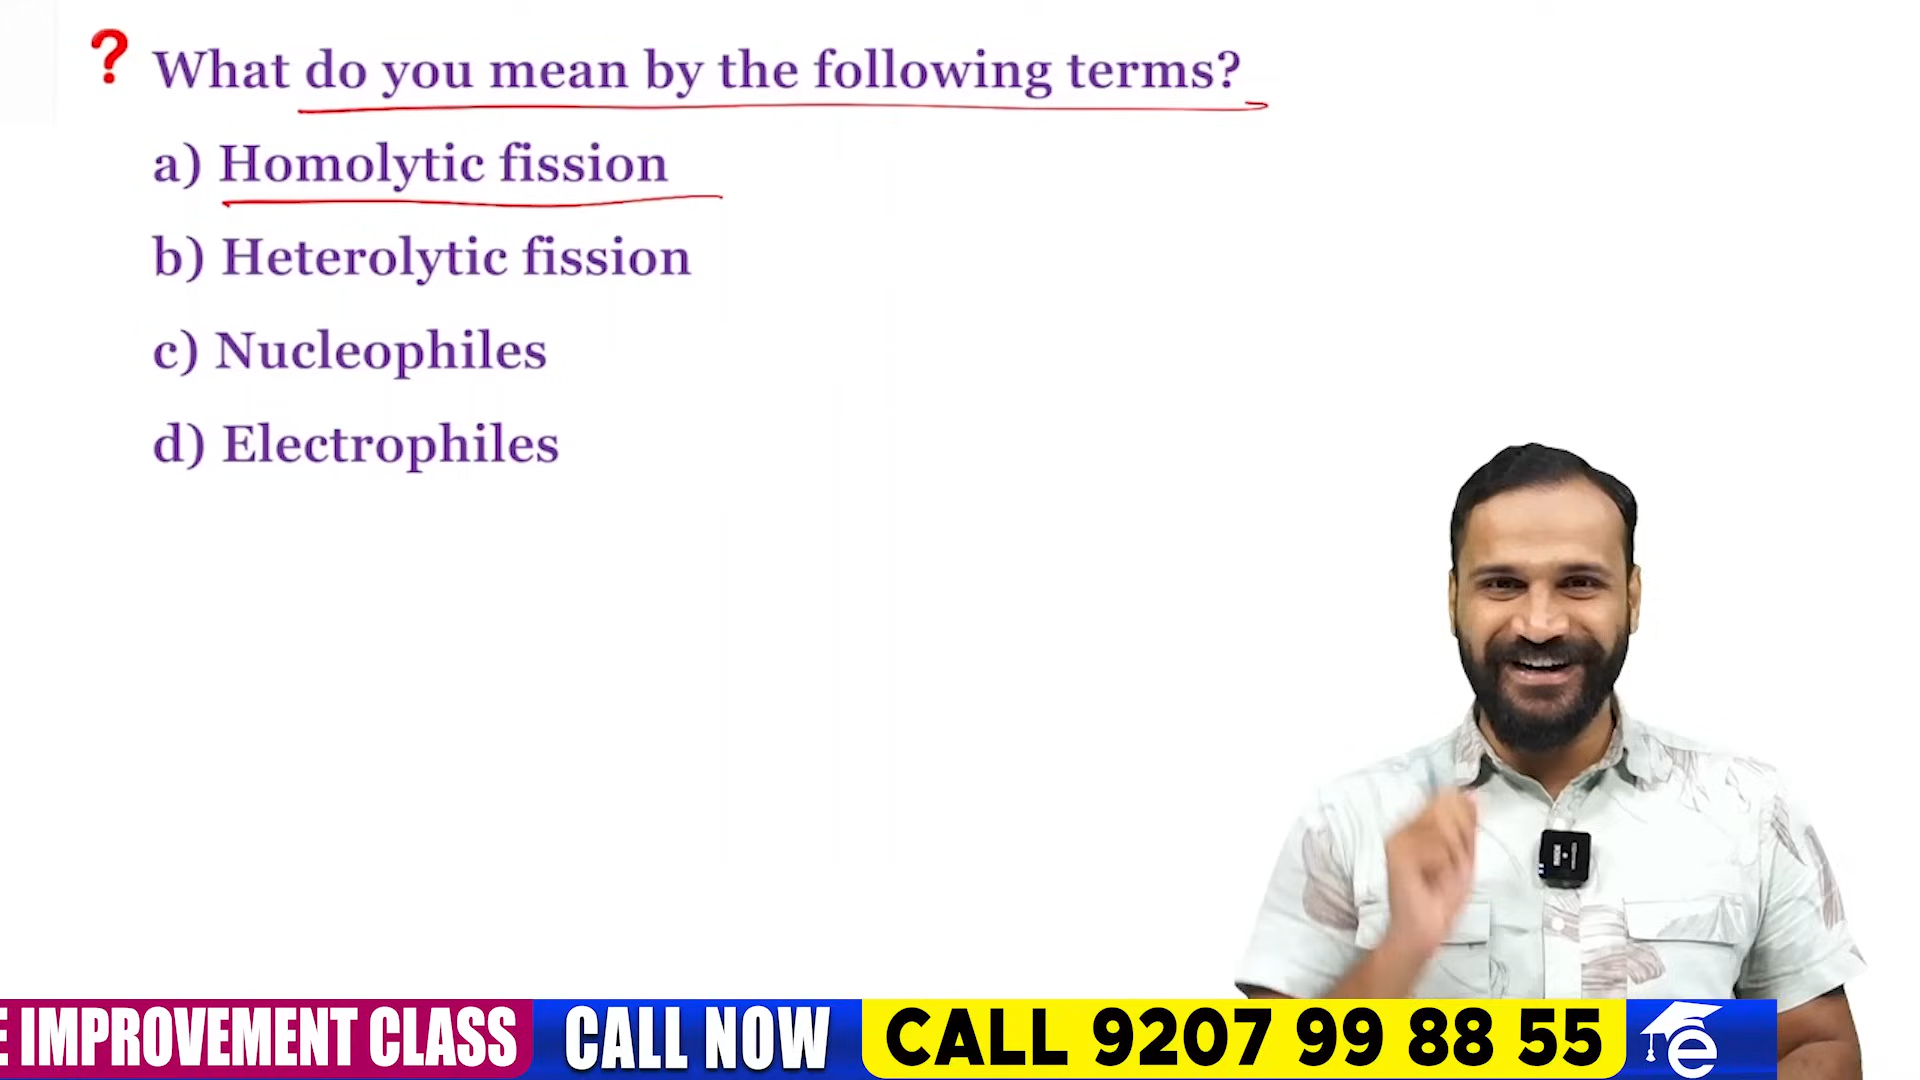 ? What do you mean by the following terms?
a) Homolytic fission
b) Heterolytic fission
c) Nucleophiles
d) Electrophiles
E IMPROVEMENT CLASS CALL NOW CALL 9207 99 88 55 e